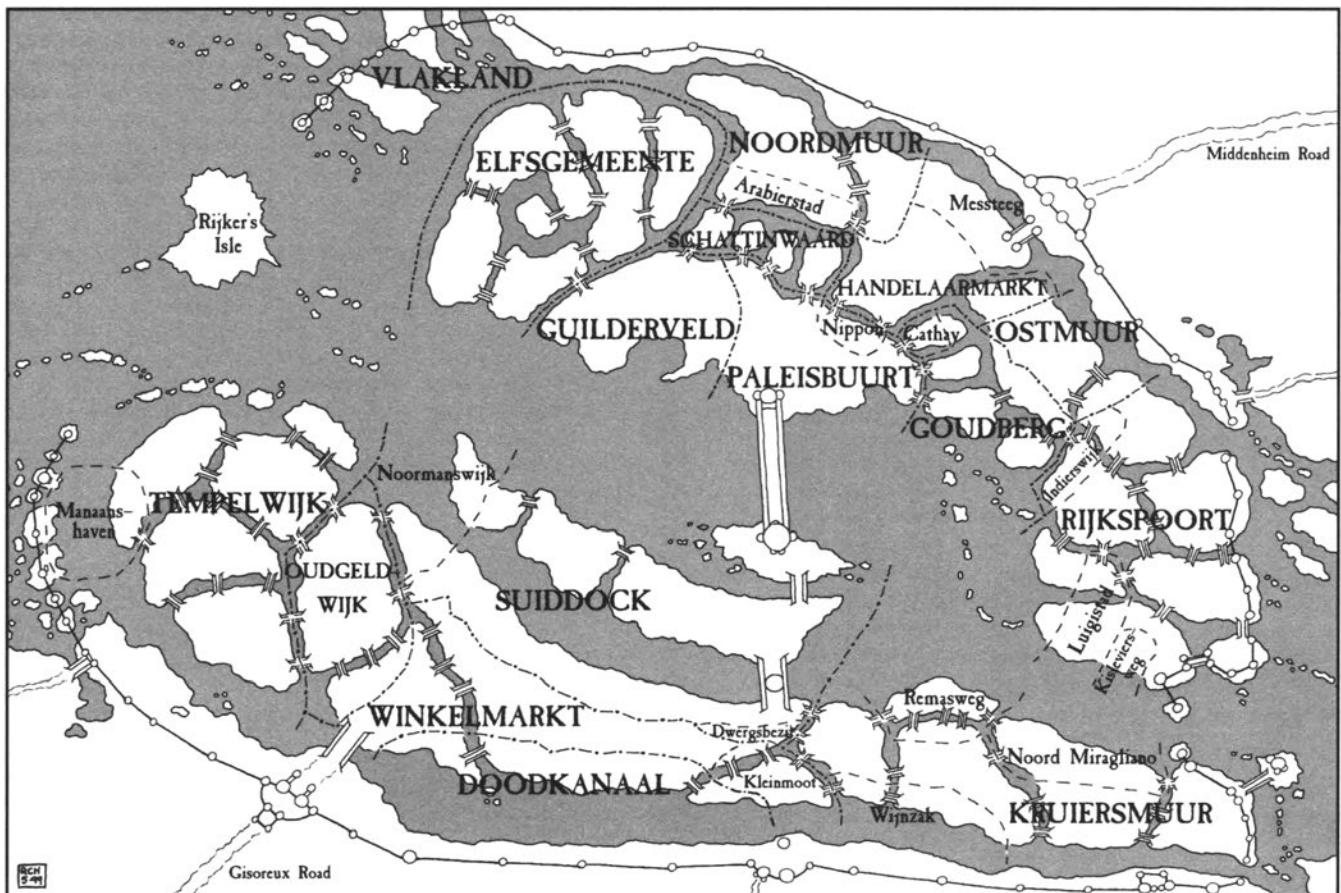 VLAKLAND
NOORDMUUR
Middenheim Road
ELFSGEMEENTE
Arabierstad
Messteeg
Rijker's
Isle
SCHATTINWAARD
HANDELAARMARKT
GUILDERVELD
Nippon
Cathay
OSTMUUR
PALEISBUURT
GOUDBERG
Noormanswijk
Indierswijk
TEMPELWIJK
Manaans-
haven
RIJKSPOORT
OUDGELD
WIJK
SUIDDOCK
Luigistad
Kisleviers-
weg
Remasweg
WINKELMARKT
Dwergsbezit
Noord Miragliano
DOODKANAAL
Kleinmoot
Wijnzak
KRUIERSMUUR
Gisoreux Road